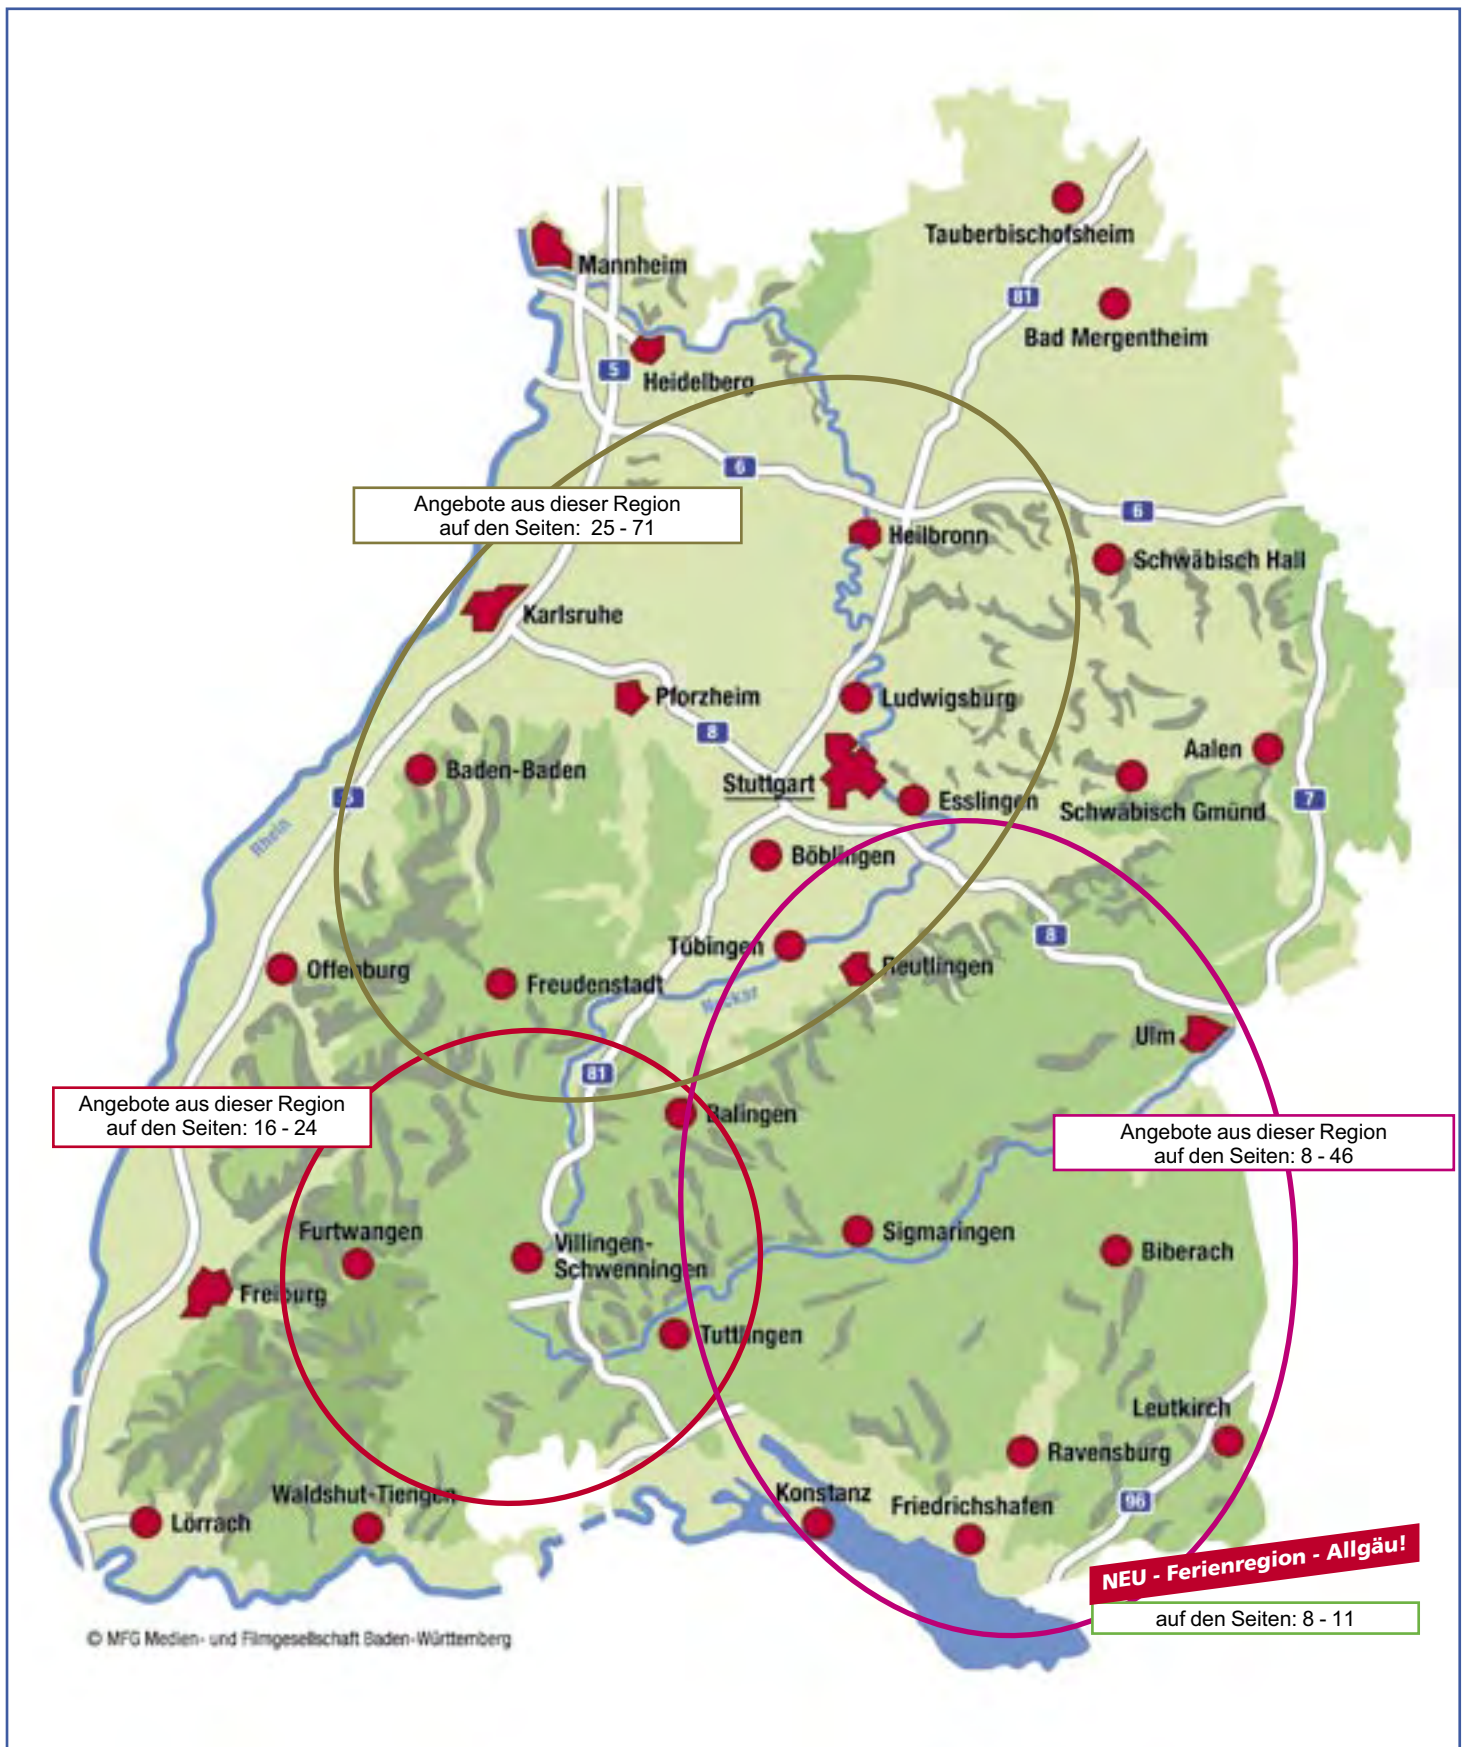 Tauberbischofsheim
Mannheim
81
Bad Mergentheim
5
Heidelberg
6
Angebote aus dieser Region
auf den Seiten: 25 - 71
6
Heilbronn
Schwäbisch Hall
Karlsruhe
Pforzheim
Ludwigsburg
8
Aalen
Baden-Baden
Stuttgart
Esslingen
Schwäbisch Gmünd
5
7
Rhein
Böblingen
8
Tübingen
Reutlingen
Offenburg
Freudenstadt
Neckar
Ulm
81
Angebote aus dieser Region
auf den Seiten: 16 - 24
Balingen
Angebote aus dieser Region
auf den Seiten: 8 - 46
Furtwangen
Villingen-
Schwenningen
Sigmaringen
Biberach
Freiburg
Tuttlingen
Leutkirch
Ravensburg
Waldshut-Tiengen
Konstanz
Friedrichshafen
96
Lörrach
NEU - Ferienregion - Allgäu!
auf den Seiten: 8 - 11
© MFG Medien- und Filmgesellschaft Baden-Württemberg